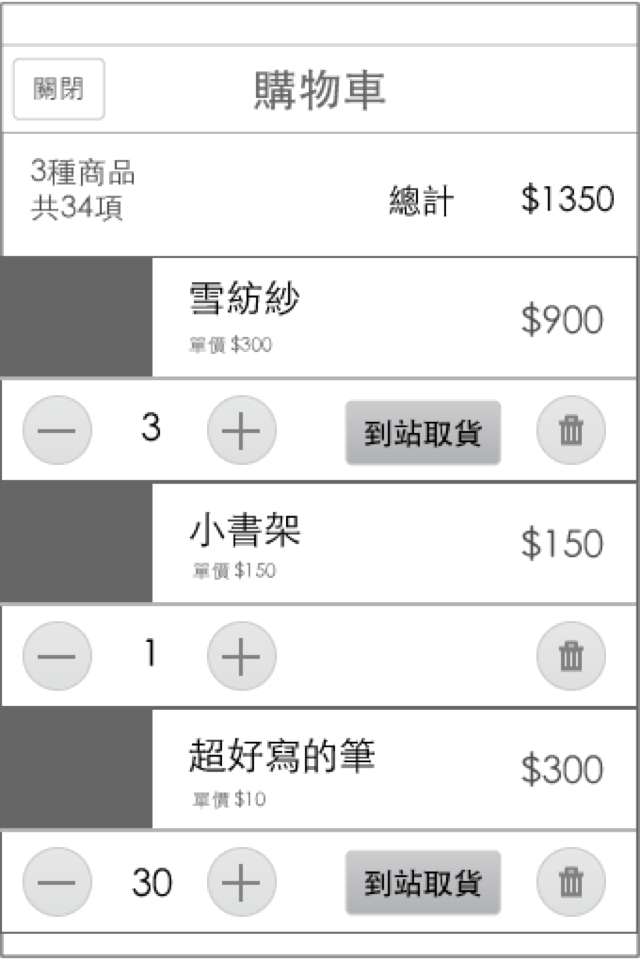 關閉
購物車
3種商品
共34項
總計
$1350
雪紡紗
$900
單價 $300
3
到站取貨
小書架
$150
單價 $150
1
超好寫的筆
$300
單價 $10
30
到站取貨